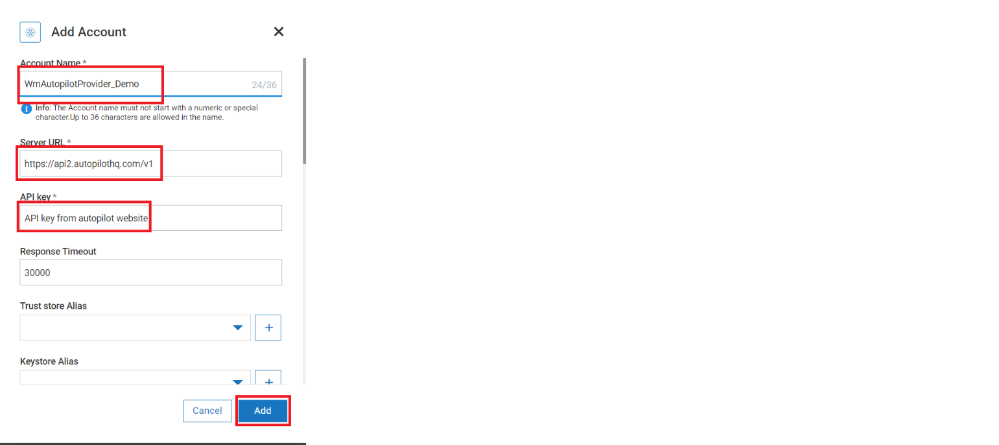 Add Account
Account Name *
WmAutopilotProvider_Demo
24/36
Info: The Account name must not start with a numeric or special
character.Up to 36 characters are allowed in the name.
Server URL *
https://api2.autopilothq.com/v1
API key *
API key from autopilot website
Response Timeout
30000
Trust store Alias
Keystore Alias
Cancel
Add